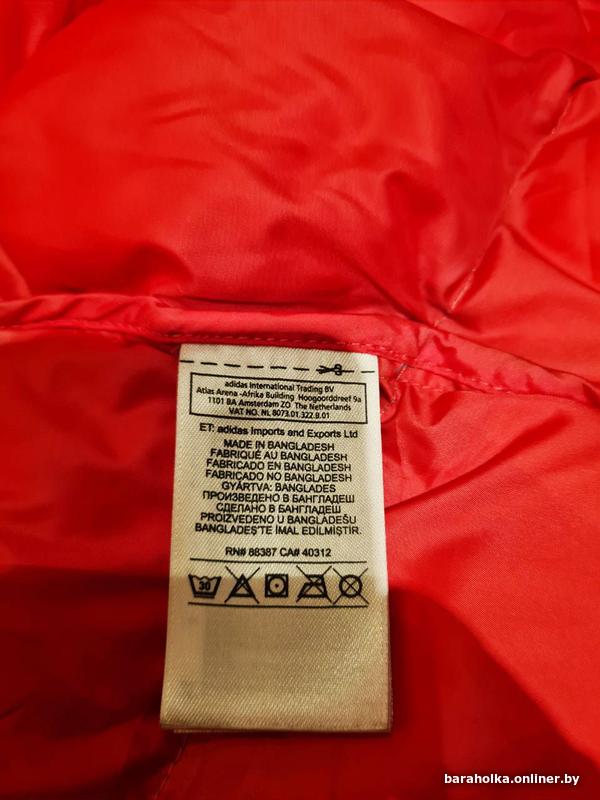 adidas International Trading BV
Atlas Arena -Afrika Building Hoogoorddreef 9a
1101 BA Amsterdam ZO The Netherlands
VAT NO. NL 8073.01.322.B.01
ET: adidas Imports and Exports Ltd
MADE IN BANGLADESH
FABRIQUÉ AU BANGLADESH
FABRICADO EN BANGLADESH
FABRICADO NO BANGLADESH
GYÁRTVA: BANGLADES
ПРОИЗВЕДЕНО В БАНГЛАДЕШ
СДЕЛАНО В БАНГЛАДЕШ
PROIZVEDENO U BANGLADEŠU
BANGLADEŞ'TE İMAL EDİLMİŞTİR.
RN# 88387 CA# 40312
30
baraholka.onliner.by